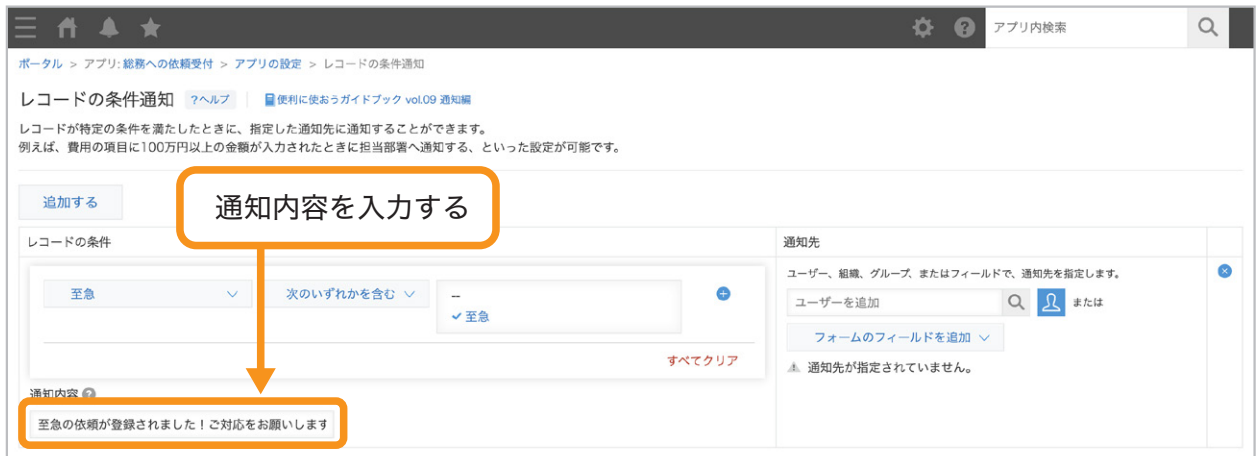 アプリ内検索
ポータル > アプリ: 総務への依頼受付 > アプリの設定 > レコードの条件通知
レコードの条件通知 ?ヘルプ 便利に使おうガイドブック vol.09 通知編
レコードが特定の条件を満たしたときに、指定した通知先に通知することができます。
例えば、費用の項目に100万円以上の金額が入力されたときに担当部署へ通知する、といった設定が可能です。
追加する
通知内容を入力する
レコードの条件
通知先
至急
次のいずれかを含む
--
至急
すべてクリア
ユーザー、組織、グループ、またはフィールドで、通知先を指定します。
ユーザーを追加
または
フォームのフィールドを追加
通知先が指定されていません。
通知内容
至急の依頼が登録されました！ご対応をお願いします